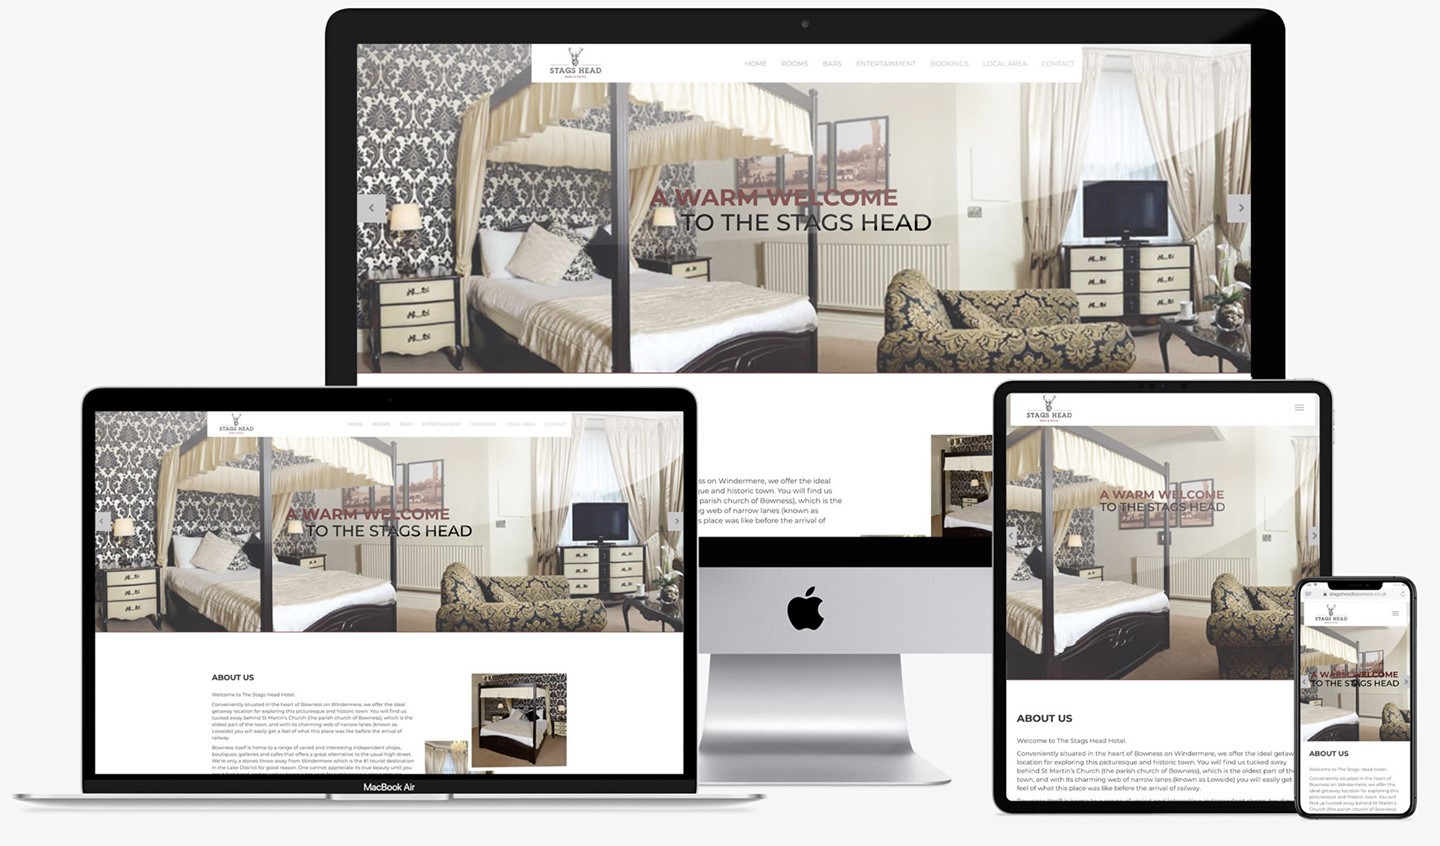 STAGS HEAD
HOME ROOMS BARS ENTERTAINMENT BOOKINGS LOCAL AREA CONTACT
A WARM WELCOME
TO THE STAGS HEAD
ess on Windermere, we offer the ideal
que and historic town. You will find us
parish church of Bowness), which is the
ng web of narrow lanes (known as
s place was like before the arrival of
STAGS HEAD
HOME ROOMS BARS ENTERTAINMENT BOOKINGS LOCAL AREA CONTACT
A WARM WELCOME
TO THE STAGS HEAD
ABOUT US
Welcome to The Stags Head Hotel.
Conveniently situated in the heart of Bowness on Windermere, we offer the ideal
getaway location for exploring this picturesque and historic town. You will find us
tucked away behind St Martin's Church (the parish church of Bowness), which is the
oldest part of the town, and with its charming web of narrow lanes (known as
Lowside) you will easily get a feel of what this place was like before the arrival of
railway.
Bowness itself is home to a range of varied and interesting independent shops,
boutiques, galleries and cafes that offers a great alternative to the usual high street.
We're only a stones throw away from Windermere which is the #1 tourist destination
in the Lake District for good reason. One cannot appreciate its true beauty until you
MacBook Air
STAGS HEAD
A WARM WELCOME
TO THE STAGS HEAD
ABOUT US
Welcome to The Stags Head Hotel.
Conveniently situated in the heart of Bowness on Windermere, we offer the ideal getaw
location for exploring this picturesque and historic town. You will find us tucked away
behind St Martin's Church (the parish church of Bowness), which is the oldest part of the
town, and with its charming web of narrow lanes (known as Lowside) you will easily get
feel of what this place was like before the arrival of railway.
stagsheadbowness.co.uk
STAGS HEAD
A WARM WELCOME
TO THE STAGS HEAD
ABOUT US
Welcome to The Stags Head Hotel.
Conveniently situated in the heart of
Bowness on Windermere, we offer the
ideal getaway location for exploring this
picturesque and historic town. You will
find us tucked away behind St Martin's
Church (the parish church of Bowness),